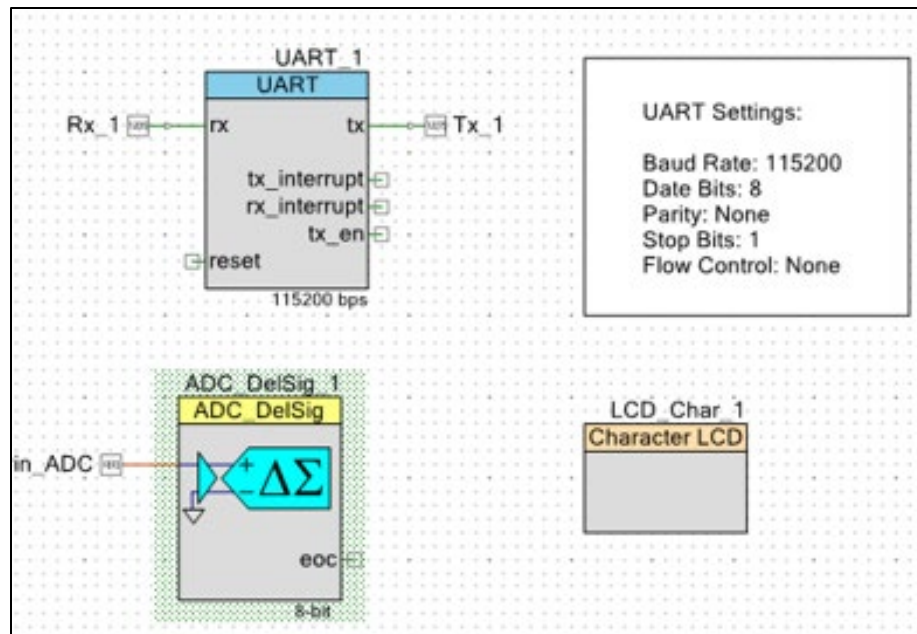 UART_1
UART
Rx_1
rx
tx
Tx_1
tx_interrupt
rx_interrupt
tx_en
reset
115200 bps
UART Settings:
Baud Rate: 115200
Date Bits: 8
Parity: None
Stop Bits: 1
Flow Control: None
ADC_DelSig_1
ADC_DelSig
in_ADC
+
ΔΣ
−
eoc
8-bit
LCD_Char_1
Character LCD